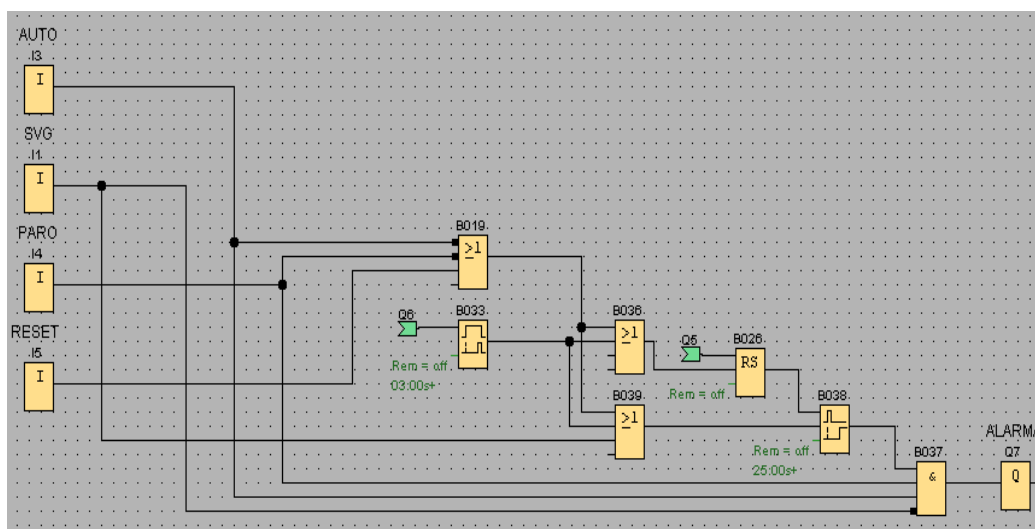 AUTO
I3
I
SVG
I1
I
PARO
I4
I
RESET
I5
I
B019
>1
Q6
B033
Rem = off
03:00s+
B036
>1
Q5
B026
RS
Rem = off
B039
>1
B038
Rem = off
25:00s+
B037
&
ALARMA
Q7
Q